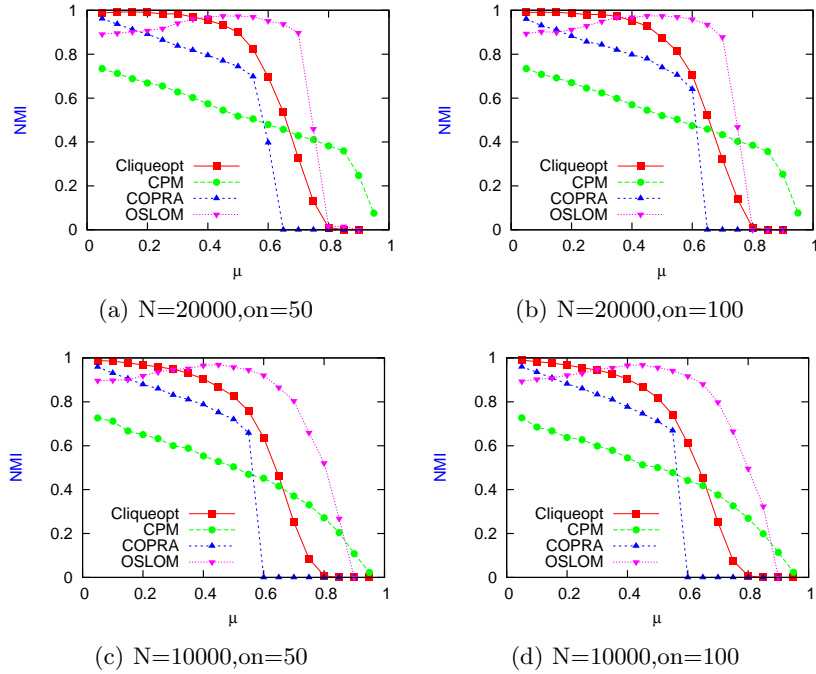 1
0.8
0.6
0.4
0.2
0
NMI
Cliqueopt
CPM
COPRA
OSLOM
0 0.2 0.4 0.6 0.8 1
μ
(a) N=20000,on=50
1
0.8
0.6
0.4
0.2
0
NMI
Cliqueopt
CPM
COPRA
OSLOM
0 0.2 0.4 0.6 0.8 1
μ
(b) N=20000,on=100
1
0.8
0.6
0.4
0.2
0
NMI
Cliqueopt
CPM
COPRA
OSLOM
0 0.2 0.4 0.6 0.8 1
μ
(c) N=10000,on=50
1
0.8
0.6
0.4
0.2
0
NMI
Cliqueopt
CPM
COPRA
OSLOM
0 0.2 0.4 0.6 0.8 1
μ
(d) N=10000,on=100